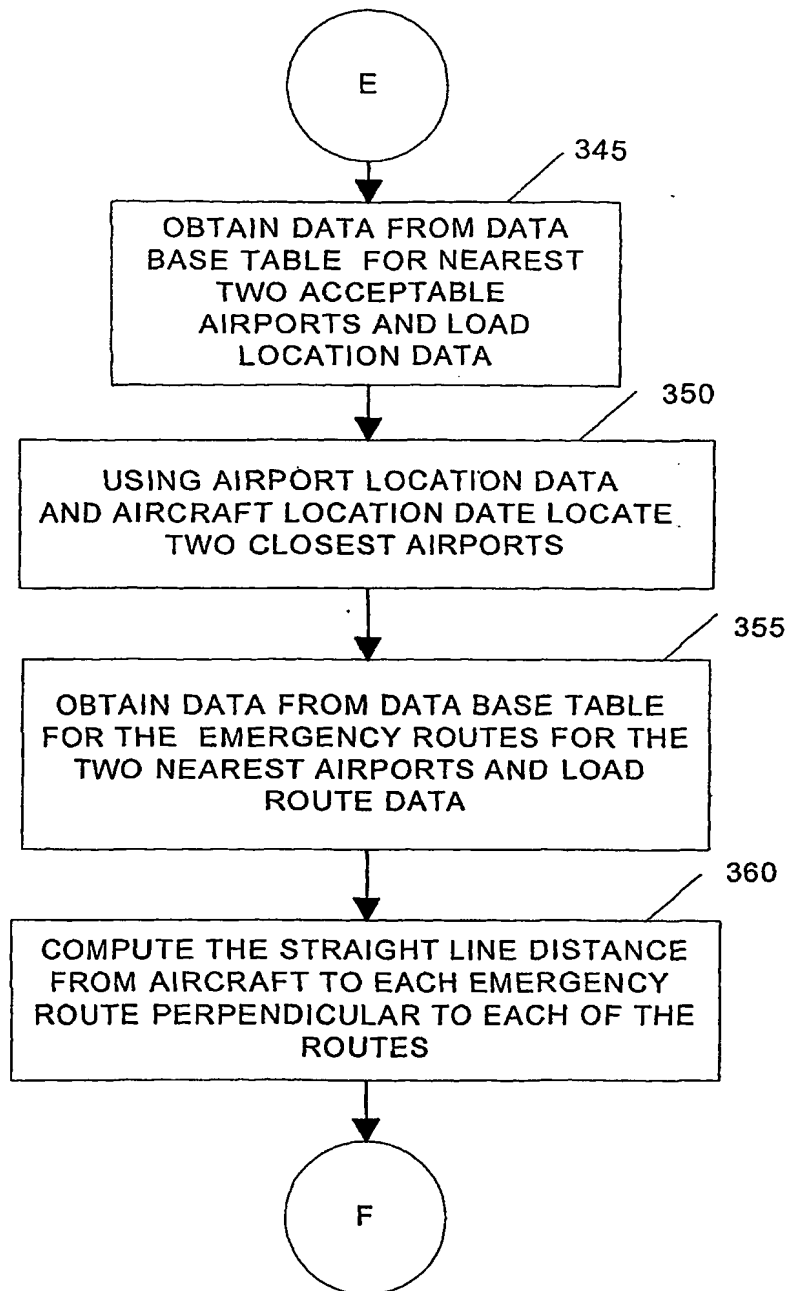 E
345
OBTAIN DATA FROM DATA
BASE TABLE FOR NEAREST
TWO ACCEPTABLE
AIRPORTS AND LOAD
LOCATION DATA
350
USING AIRPORT LOCATION DATA
AND AIRCRAFT LOCATION DATE LOCATE
TWO CLOSEST AIRPORTS
355
OBTAIN DATA FROM DATA BASE TABLE
FOR THE EMERGENCY ROUTES FOR THE
TWO NEAREST AIRPORTS AND LOAD
ROUTE DATA
360
COMPUTE THE STRAIGHT LINE DISTANCE
FROM AIRCRAFT TO EACH EMERGENCY
ROUTE PERPENDICULAR TO EACH OF THE
ROUTES
F